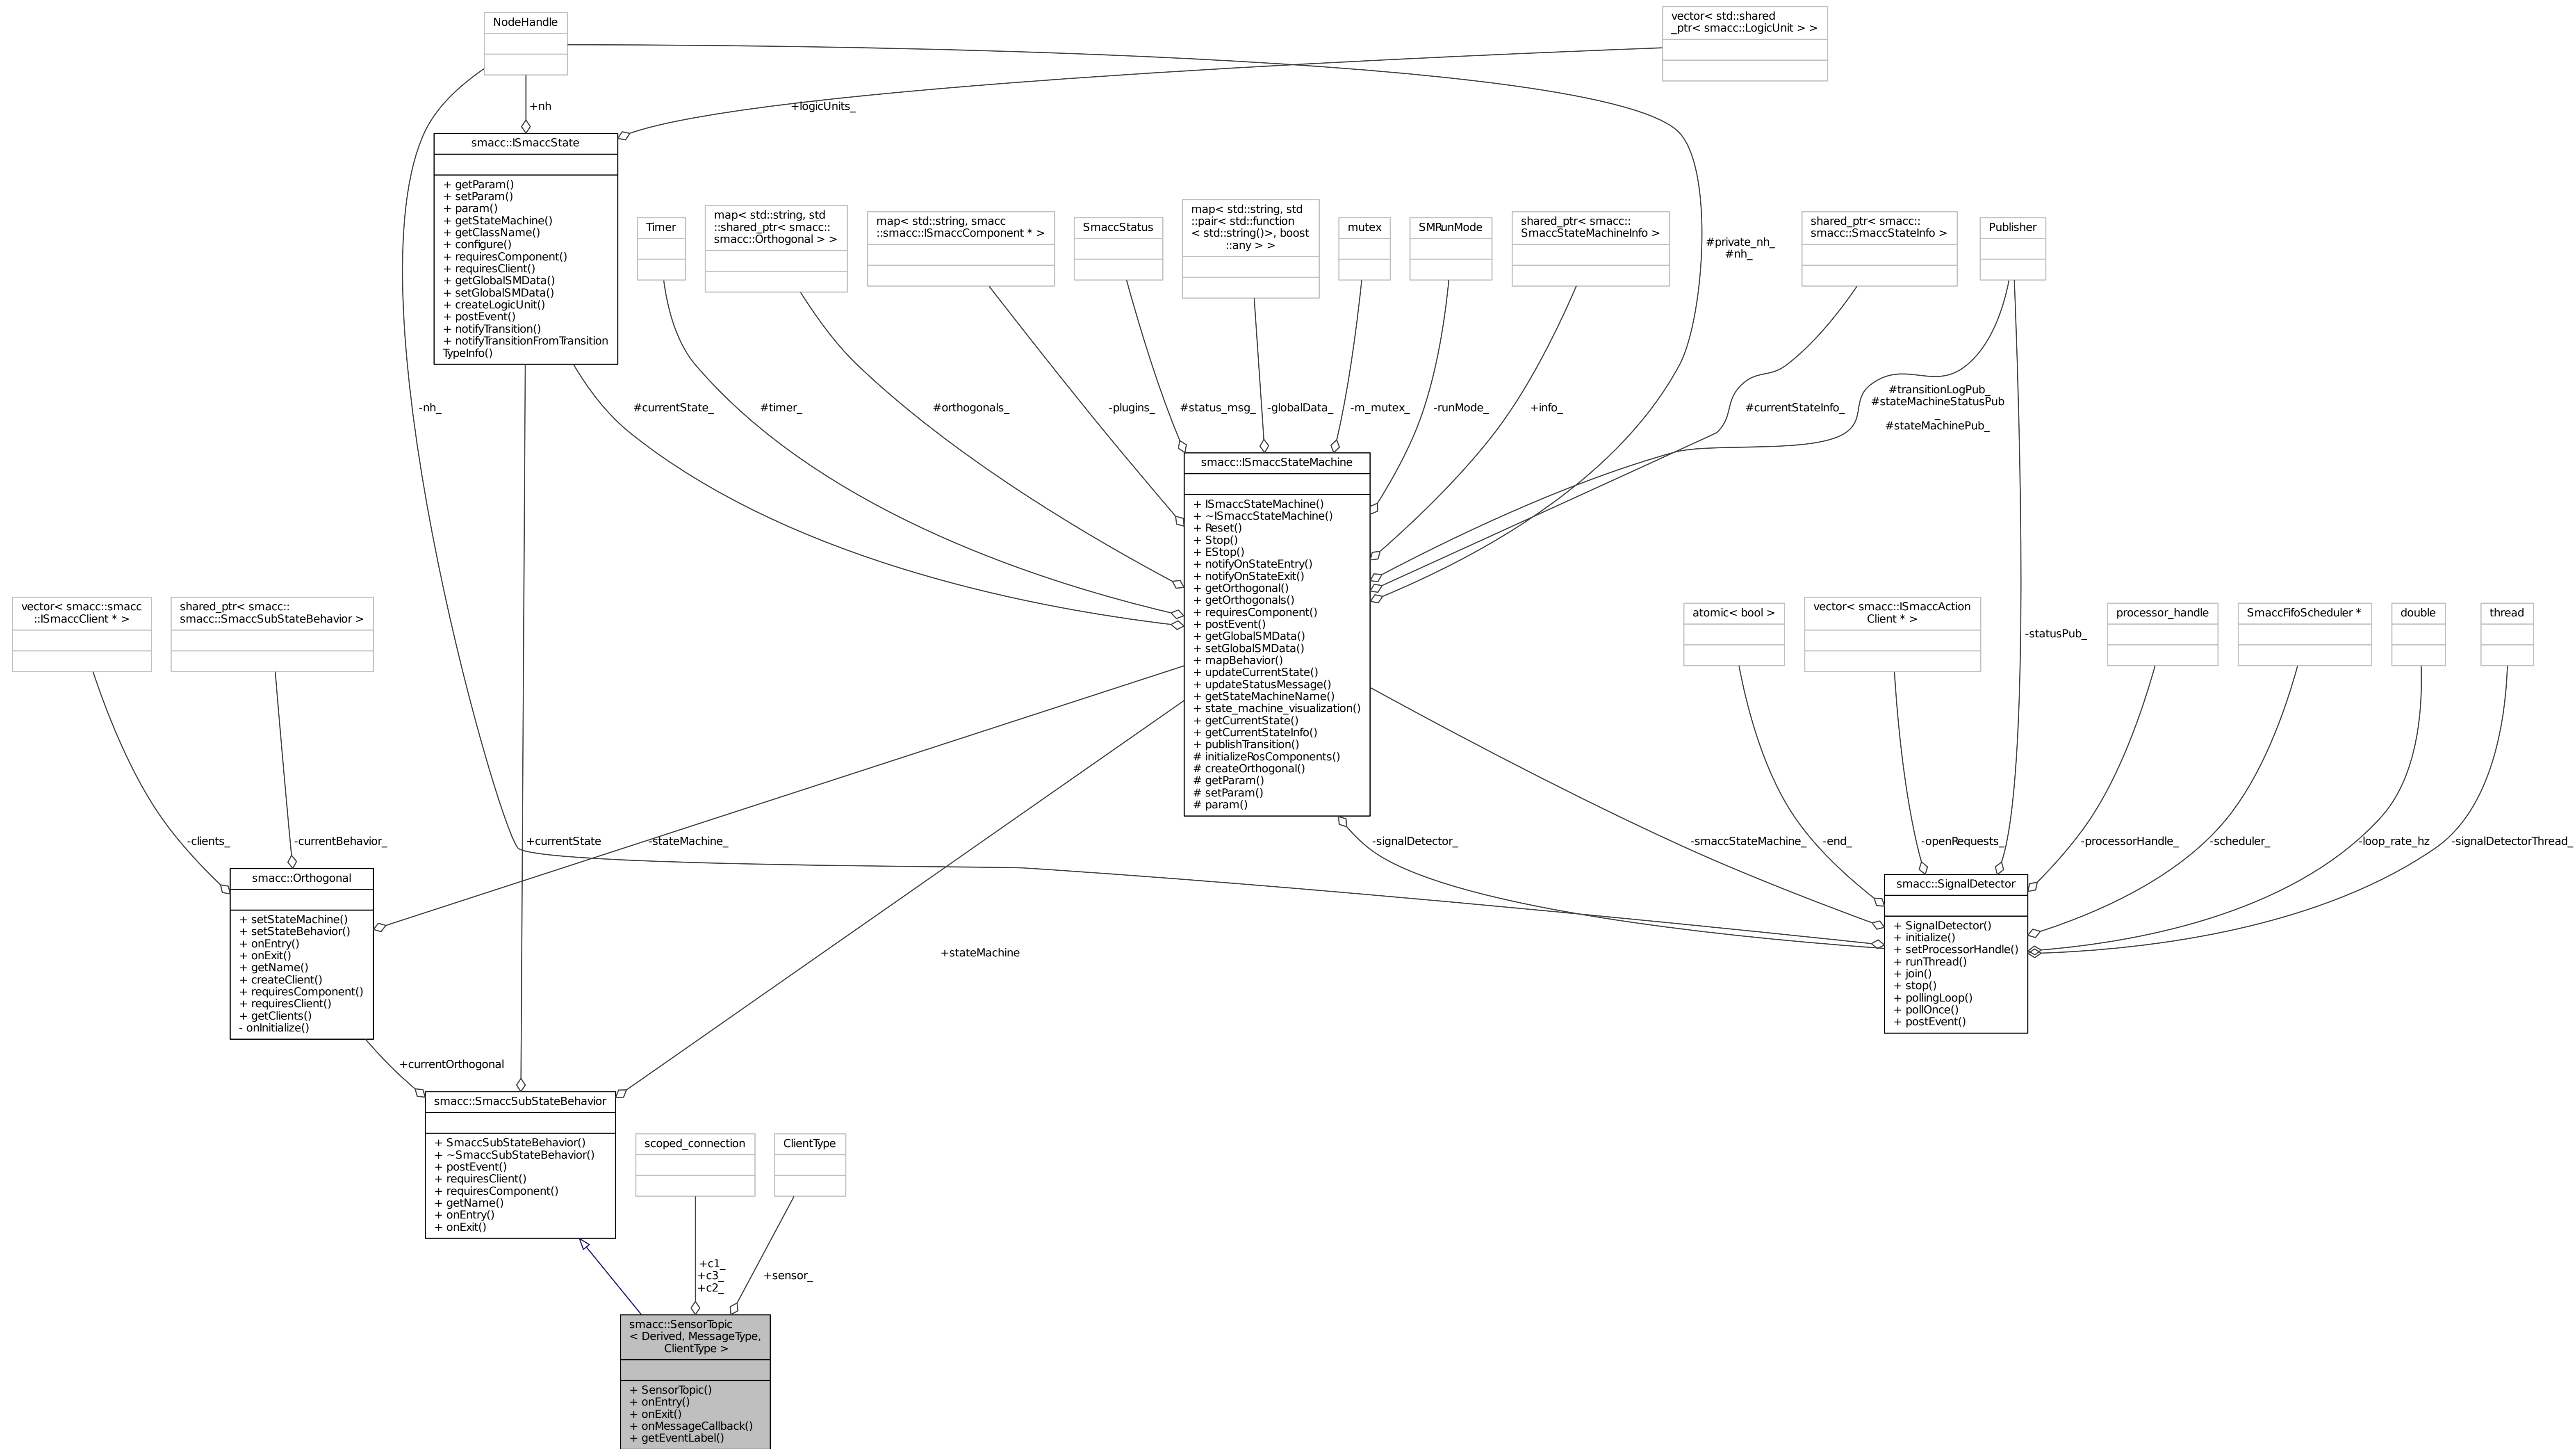 NodeHandle
vector< std::shared
_ptr< smacc::LogicUnit > >
+nh
+logicUnits_
smacc::ISmaccState
+ getParam()
+ setParam()
+ param()
+ getStateMachine()
+ getClassName()
+ configure()
+ requiresComponent()
+ requiresClient()
+ getGlobalSMData()
+ setGlobalSMData()
+ createLogicUnit()
+ postEvent()
+ notifyTransition()
+ notifyTransitionFromTransition
TypeInfo()
Timer
map< std::string, std
::shared_ptr< smacc::
smacc::Orthogonal > >
map< std::string, smacc
::smacc::ISmaccComponent * >
SmaccStatus
map< std::string, std
::pair< std::function
< std::string()>, boost
::any > >
mutex
SMRunMode
shared_ptr< smacc::
SmaccStateMachineInfo >
#private_nh_
#nh_
shared_ptr< smacc::
smacc::SmaccStateInfo >
Publisher
-nh_
#currentState_
#timer_
#orthogonals_
-plugins_
#status_msg_
-globalData_
-m_mutex_
-runMode_
+info_
#currentStateInfo_
#transitionLogPub_
#stateMachineStatusPub
_
#stateMachinePub_
smacc::ISmaccStateMachine
+ ISmaccStateMachine()
+ ~ISmaccStateMachine()
+ Reset()
+ Stop()
+ EStop()
+ notifyOnStateEntry()
+ notifyOnStateExit()
+ getOrthogonal()
+ getOrthogonals()
+ requiresComponent()
+ postEvent()
+ getGlobalSMData()
+ setGlobalSMData()
+ mapBehavior()
+ updateCurrentState()
+ updateStatusMessage()
+ getStateMachineName()
+ state_machine_visualization()
+ getCurrentState()
+ getCurrentStateInfo()
+ publishTransition()
# initializeRosComponents()
# createOrthogonal()
# getParam()
# setParam()
# param()
vector< smacc::smacc
::ISmaccClient * >
shared_ptr< smacc::
smacc::SmaccSubStateBehavior >
atomic< bool >
vector< smacc::ISmaccAction
Client * >
-statusPub_
processor_handle
SmaccFifoScheduler *
double
thread
-clients_
-currentBehavior_
+currentState
-stateMachine_
-signalDetector_
-smaccStateMachine_
-end_
-openRequests_
-processorHandle_
-scheduler_
-loop_rate_hz
-signalDetectorThread_
smacc::Orthogonal
+ setStateMachine()
+ setStateBehavior()
+ onEntry()
+ onExit()
+ getName()
+ createClient()
+ requiresComponent()
+ requiresClient()
+ getClients()
- onInitialize()
+stateMachine
smacc::SignalDetector
+ SignalDetector()
+ initialize()
+ setProcessorHandle()
+ runThread()
+ join()
+ stop()
+ pollingLoop()
+ pollOnce()
+ postEvent()
+currentOrthogonal
smacc::SmaccSubStateBehavior
+ SmaccSubStateBehavior()
+ ~SmaccSubStateBehavior()
+ postEvent()
+ requiresClient()
+ requiresComponent()
+ getName()
+ onEntry()
+ onExit()
scoped_connection
ClientType
+c1_
+c3_
+c2_
+sensor_
smacc::SensorTopic
< Derived, MessageType,
ClientType >
+ SensorTopic()
+ onEntry()
+ onExit()
+ onMessageCallback()
+ getEventLabel()